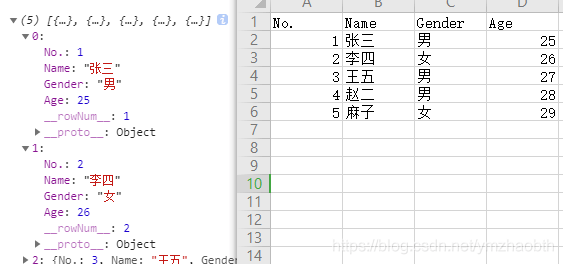 (5) [{…}, {…}, {…}, {…}, {…}] i
0:
No.: 1
Name: "张三"
Gender: "男"
Age: 25
__rowNum__: 1
__proto__: Object
1:
No.: 2
Name: "李四"
Gender: "女"
Age: 26
__rowNum__: 2
__proto__: Object
2: {No.: 3, Name: "王五", Gender
A B C D
1 No. Name Gender Age
2 1 张三 男 25
3 2 李四 女 26
4 3 王五 男 27
5 4 赵二 男 28
6 5 麻子 女 29
7
8
9
10
11
12
13
14
https://blog.csdn.net/ymzhaobth